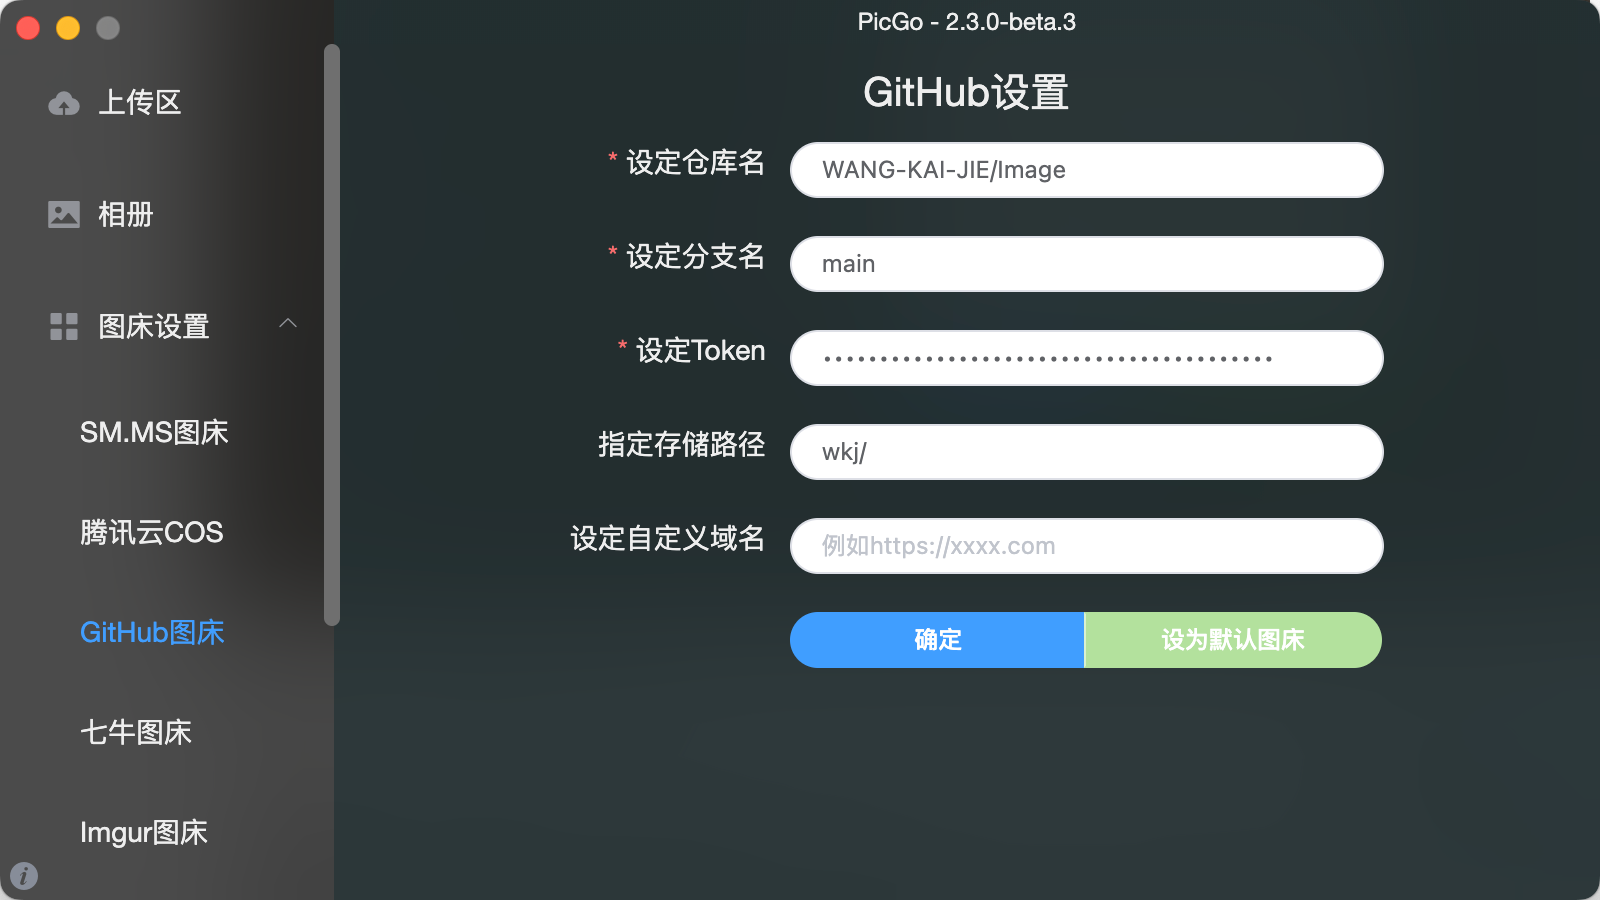 PicGo - 2.3.0-beta.3
上传区
相册
图床设置
SM.MS图床
腾讯云COS
GitHub图床
七牛图床
Imgur图床
GitHub设置
* 设定仓库名
WANG-KAI-JIE/Image
* 设定分支名
main
* 设定Token
••••••••••••••••••••••••••••••••••••••••
指定存储路径
wkj/
设定自定义域名
例如https://xxxx.com
确定
设为默认图床